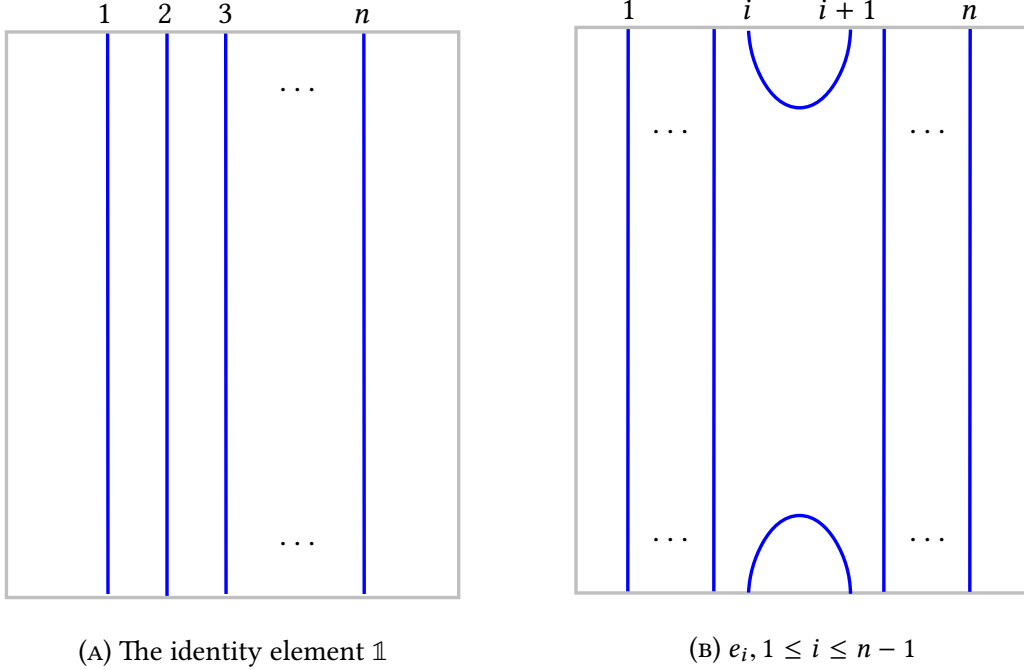 1 2 3 n
. . .
. . .
(A) The identity element 𝟙
1 i i + 1 n
. . . . . .
. . . . . .
(B) e_i, 1 ≤ i ≤ n − 1